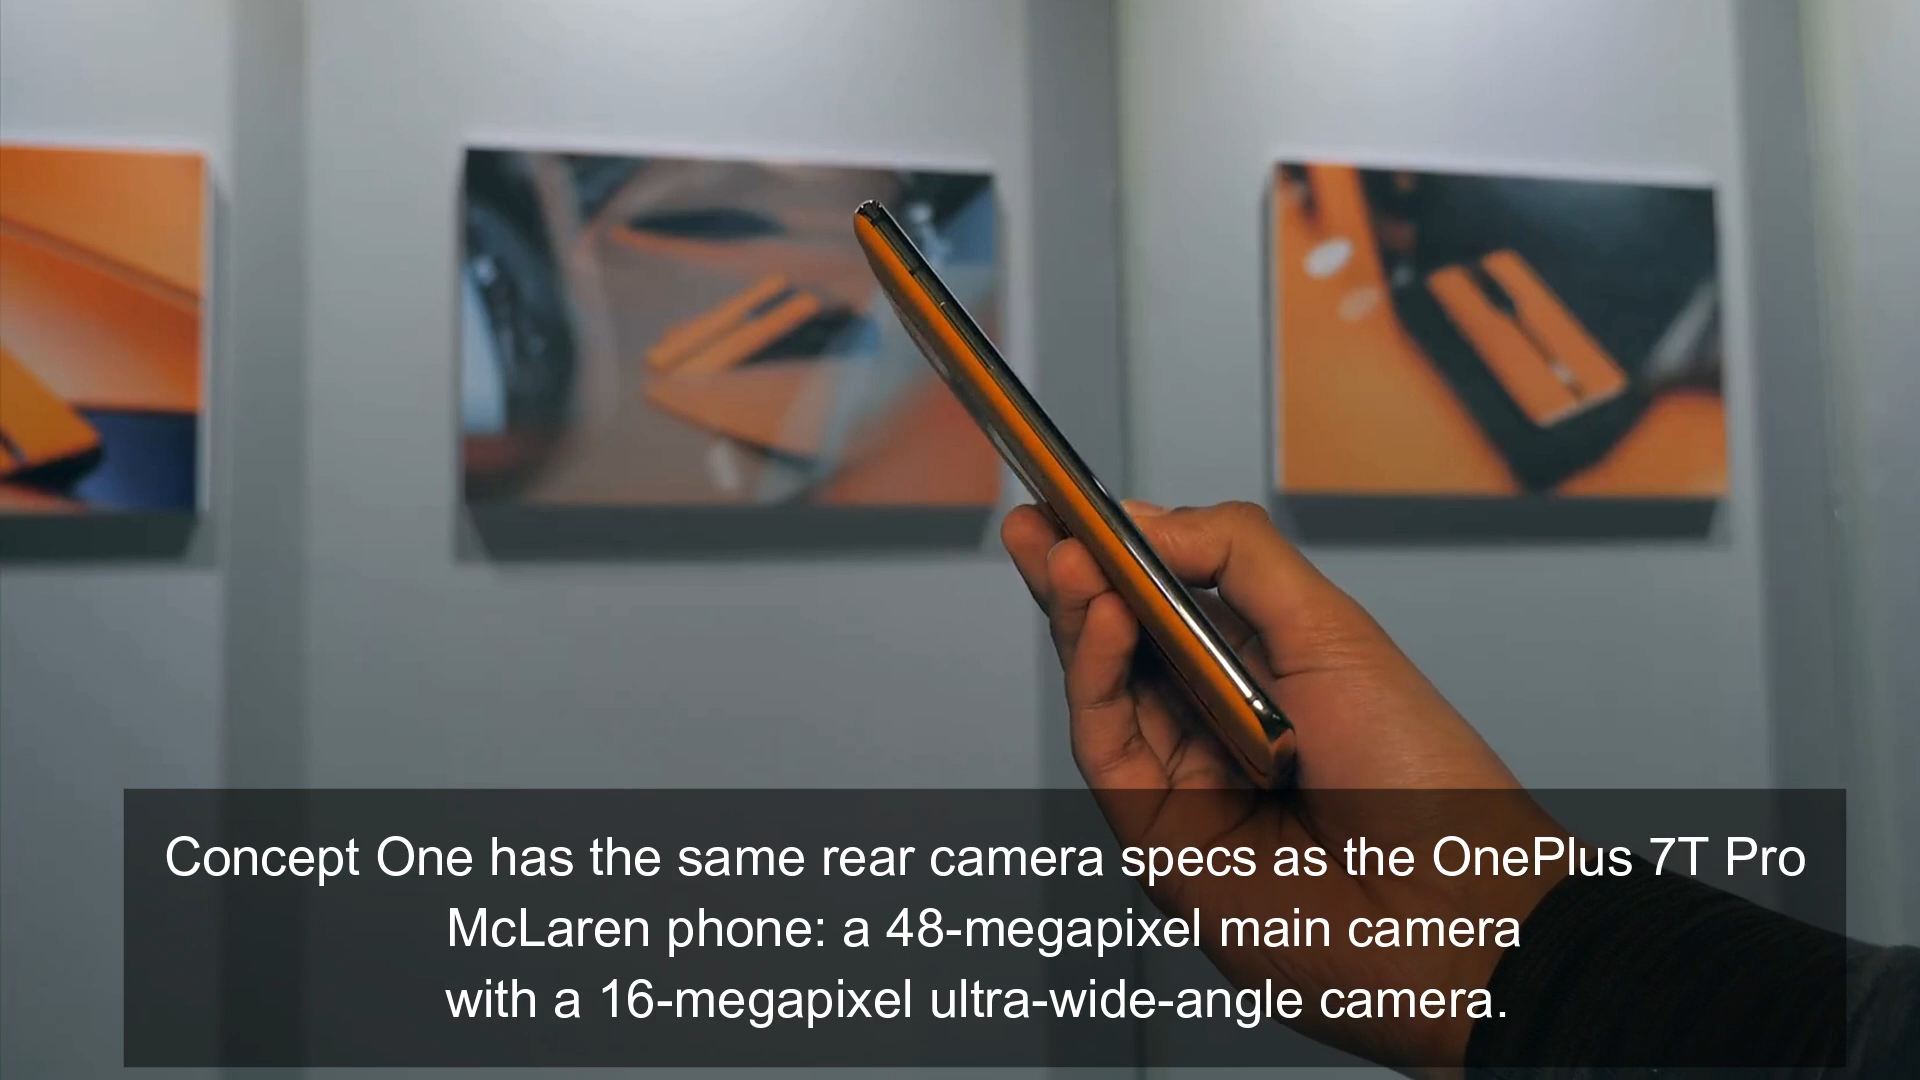 Concept One has the same rear camera specs as the OnePlus 7T Pro
McLaren phone: a 48-megapixel main camera
with a 16-megapixel ultra-wide-angle camera.